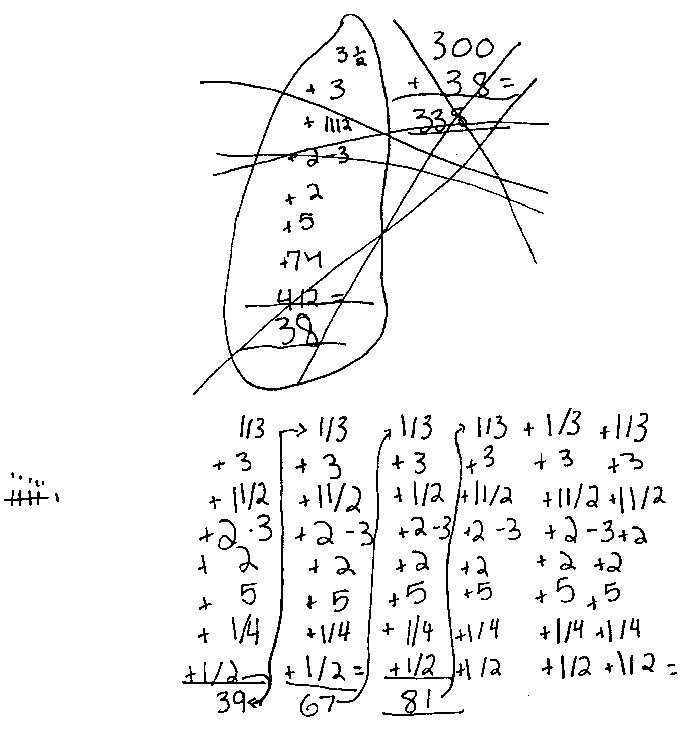 3 1/2
+ 3
+ 1 1/2
+ 2-3
+ 2
+5
+74
412 =
38
300
+ 38 =
338
1/3 1/3 1/3 1/3 + 1/3 +1/3
+ 3 + 3 + 3 +3 + 3 +3
+ 11/2 +11/2 +1/2 +11/2 +11/2 +11/2
+2-3 +2-3 +2-3 +2-3 +2-3+2
+ 2 + 2 +2 +2 +2 +2
+ 5 + 5 +5 +5 +5 +5
+ 1/4 +1/4 + 1/4 +1/4 +1/4 +1/4
+1/2 + 1/2 = +1/2 +1/2 +1/2 +1/2 =
39 67 81